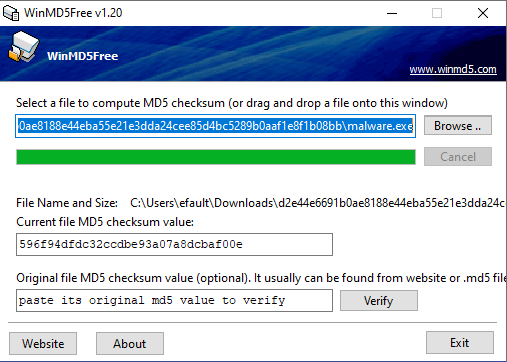 WinMD5Free v1.20
WinMD5Free
www.winmd5.com
Select a file to compute MD5 checksum (or drag and drop a file onto this window)
0ae8188e44eba55e21e3dda24cee85d4bc5289b0aaf1e8f1b08bb\malware.exe
Browse ..
Cancel
File Name and Size: C:\Users\efault\Downloads\d2e44e6691b0ae8188e44eba55e21e3dda24c
Current file MD5 checksum value:
596f94dfdc32ccdbe93a07a8dcbaf00e
Original file MD5 checksum value (optional). It usually can be found from website or .md5 file
paste its original md5 value to verify
Verify
Website
About
Exit